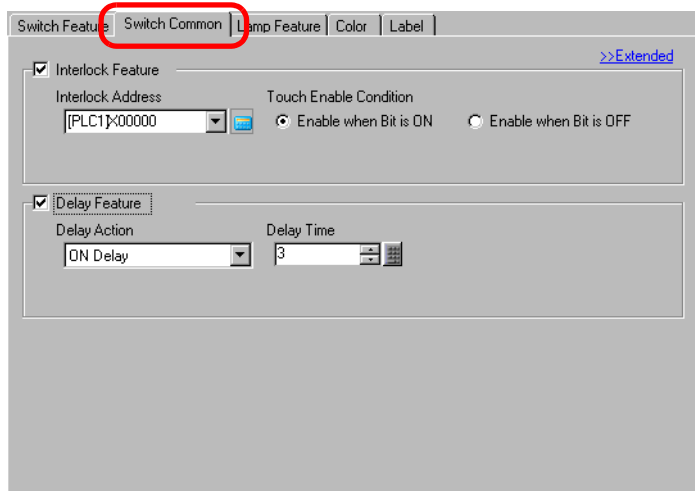 Switch Feature Switch Common Lamp Feature Color Label
>>Extended
Interlock Feature
Interlock Address Touch Enable Condition
[PLC1]X00000 Enable when Bit is ON Enable when Bit is OFF
Delay Feature
Delay Action Delay Time
ON Delay 3